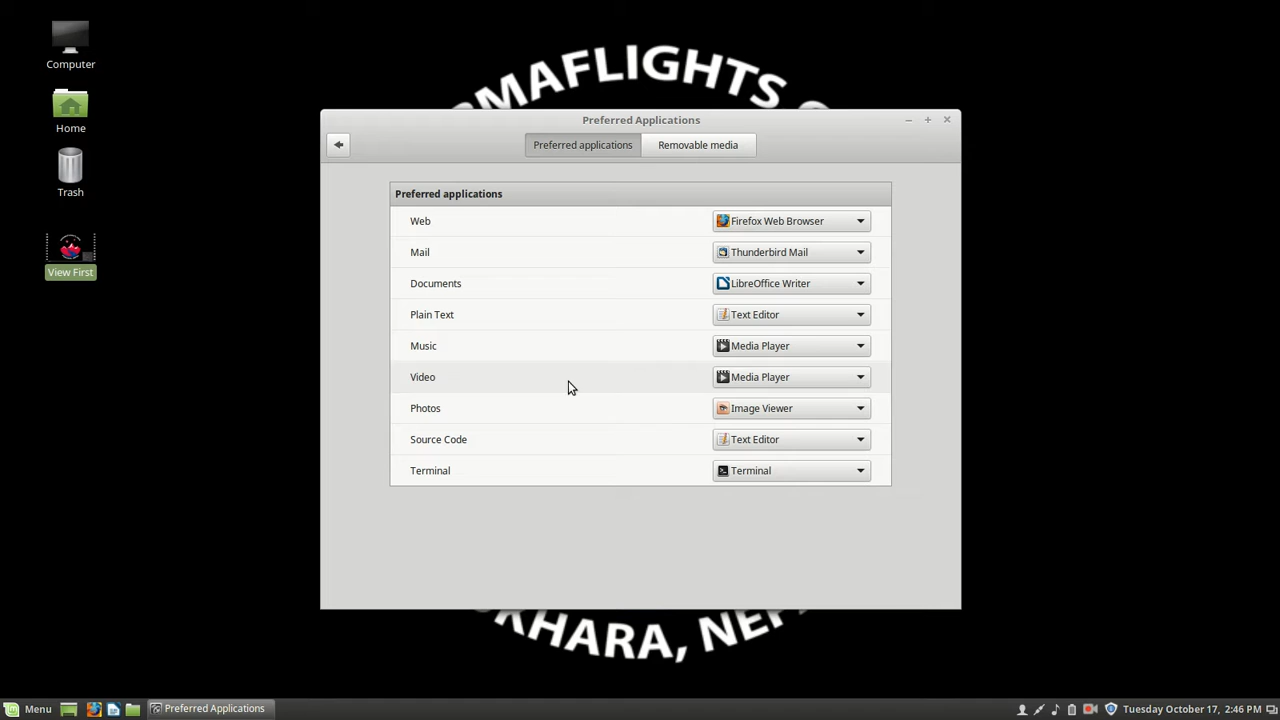 Computer
Home
Trash
View First
MAFLIGHTS
Preferred Applications
Preferred applications
Removable media
Preferred applications
Web
Firefox Web Browser
Mail
Thunderbird Mail
Documents
LibreOffice Writer
Plain Text
Text Editor
Music
Media Player
Video
Media Player
Photos
Image Viewer
Source Code
Text Editor
Terminal
Terminal
KHARA, NEP
Menu
Preferred Applications
Tuesday October 17, 2:46 PM